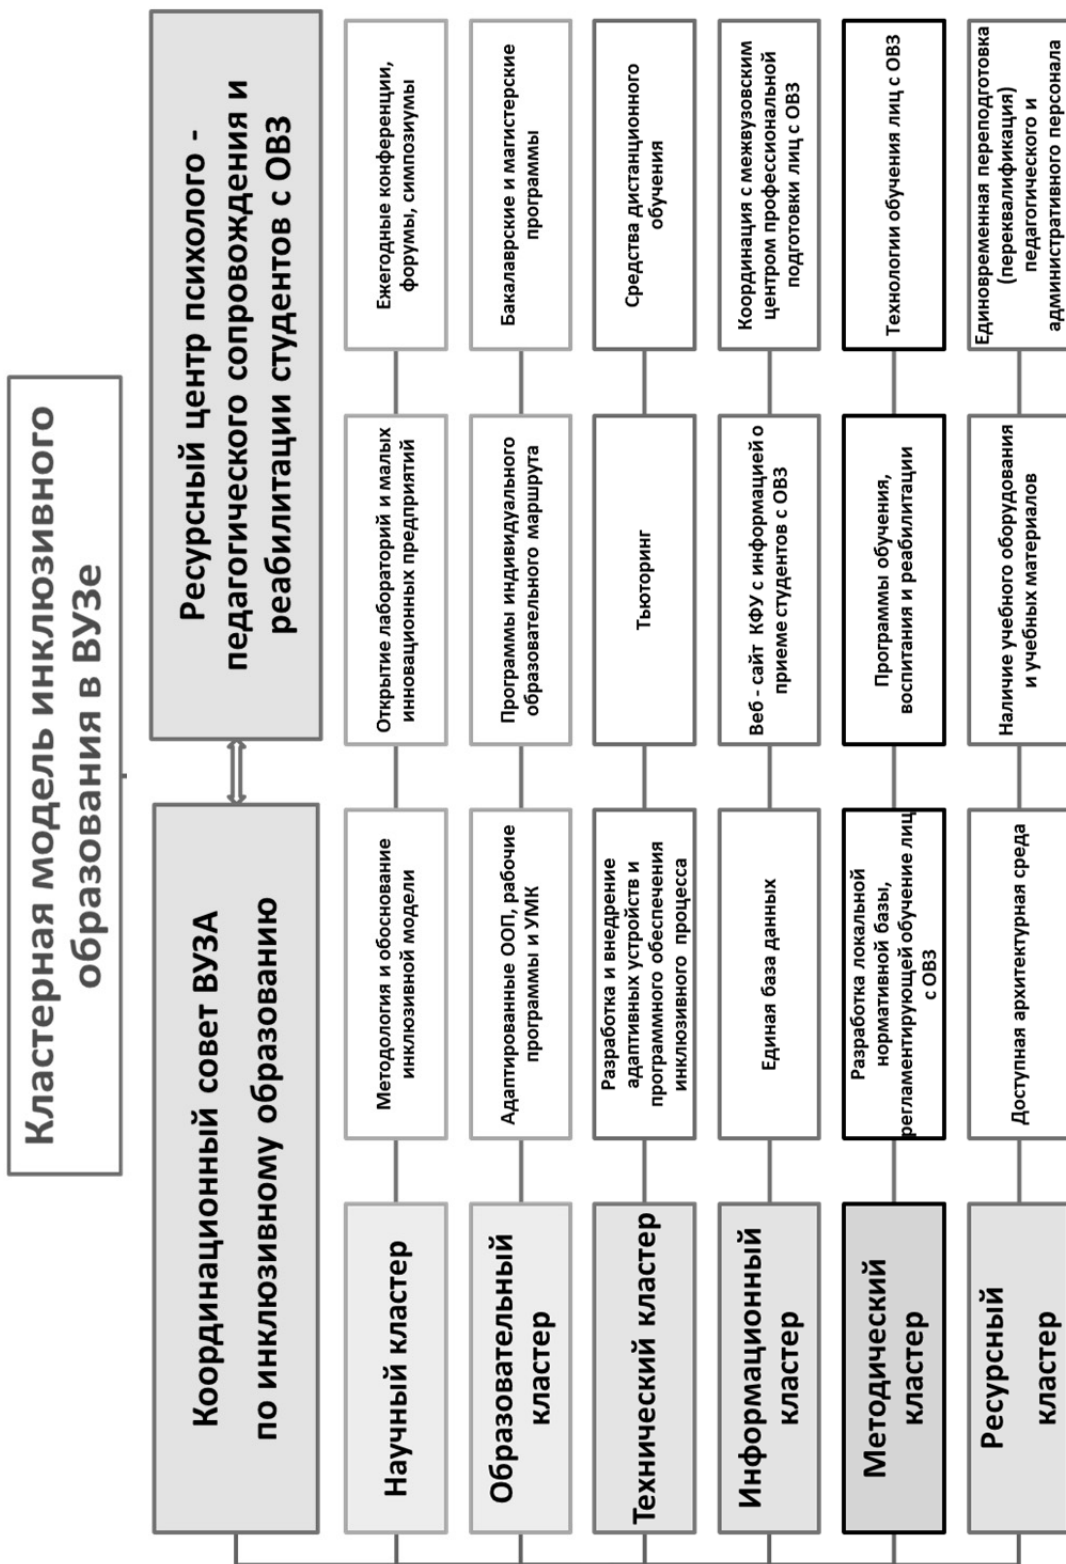 Кластерная модель инклюзивного
образования в ВУЗе
Координационный совет ВУЗА
по инклюзивному образованию
Ресурсный центр психолого -
педагогического сопровождения и
реабилитации студентов с ОВЗ
Научный кластер
Методология и обоснование
инклюзивной модели
Открытие лабораторий и малых
инновационных предприятий
Ежегодные конференции,
форумы, симпозиумы
Образовательный
кластер
Адаптированные ООП, рабочие
программы и УМК
Программы индивидуального
образовательного маршрута
Бакалаврские и магистерские
программы
Технический кластер
Разработка и внедрение
адаптивных устройств и
программного обеспечения
инклюзивного процесса
Тьюторинг
Средства дистанционного
обучения
Информационный
кластер
Единая база данных
Веб - сайт КФУ с информацией о
приеме студентов с ОВЗ
Координация с межвузовским
центром профессиональной
подготовки лиц с ОВЗ
Методический
кластер
Разработка локальной
нормативной базы,
регламентирующей обучение лиц
с ОВЗ
Программы обучения,
воспитания и реабилитации
Технологии обучения лиц с ОВЗ
Ресурсный
кластер
Доступная архитектурная среда
Наличие учебного оборудования
и учебных материалов
Единовременная переподготовка
(переквалификация)
педагогического и
административного персонала